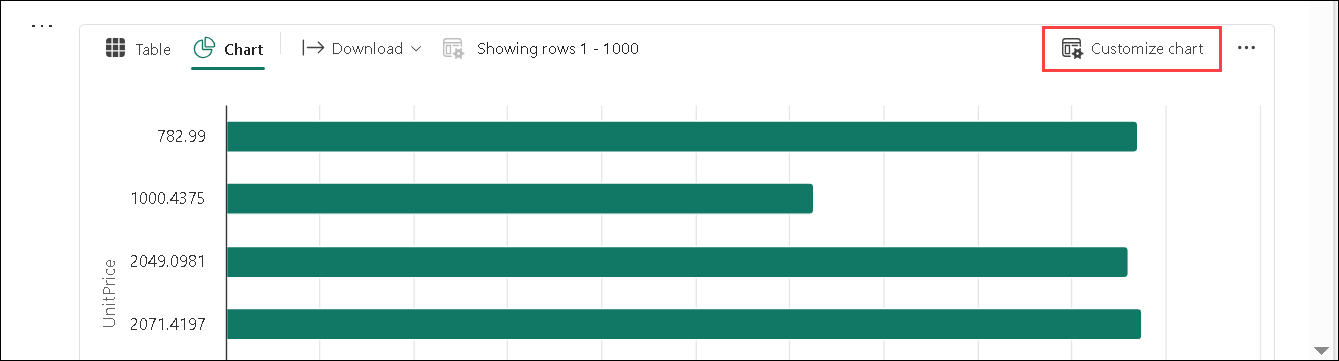 Table Chart Download Showing rows 1 - 1000 Customize chart
782.99
1000.4375
2049.0981
UnitPrice
2071.4197